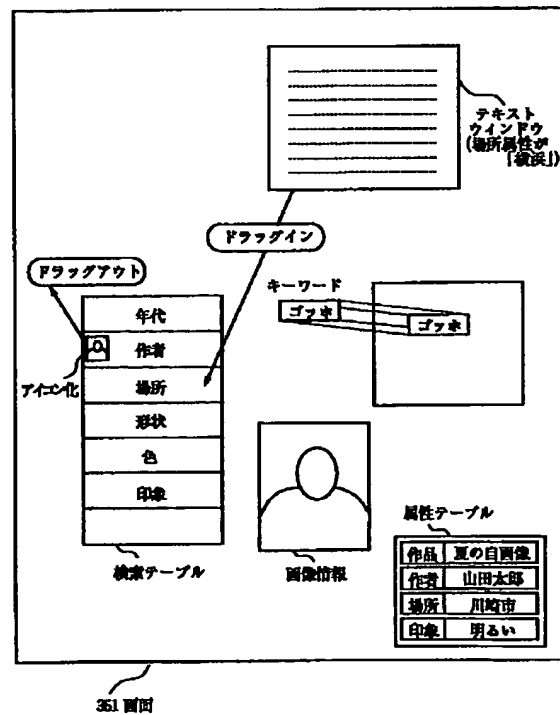 テキスト
ウィンドウ
(場所属性が
「横浜」)
ドラッグイン
ドラッグアウト
キーワード
ゴッホ
ゴッホ
年代
作者
場所
形状
色
印象
アイコン化
検索テーブル
画像情報
属性テーブル
作品 夏の自画像
作者 山田太郎
場所 川崎市
印象 明るい
351 画面